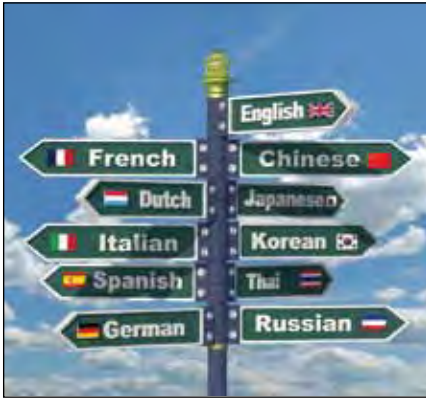 English
French
Chinese
Dutch
Japanese
Italian
Korean
Spanish
Thai
German
Russian